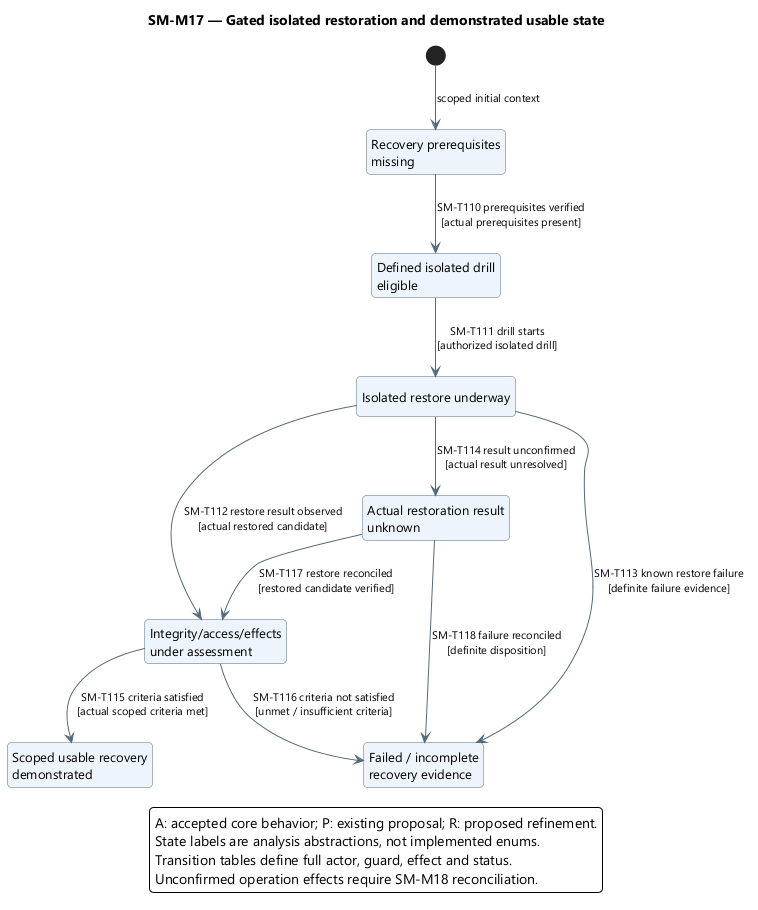 SM-M17 — Gated isolated restoration and demonstrated usable state
scoped initial context
Recovery prerequisites
missing
SM-T110 prerequisites verified
[actual prerequisites present]
Defined isolated drill
eligible
SM-T111 drill starts
[authorized isolated drill]
Isolated restore underway
SM-T114 result unconfirmed
[actual result unresolved]
SM-T112 restore result observed
[actual restored candidate]
Actual restoration result
unknown
SM-T117 restore reconciled
[restored candidate verified]
SM-T113 known restore failure
[definite failure evidence]
Integrity/access/effects
under assessment
SM-T118 failure reconciled
[definite disposition]
SM-T115 criteria satisfied
[actual scoped criteria met]
SM-T116 criteria not satisfied
[unmet / insufficient criteria]
Scoped usable recovery
demonstrated
Failed / incomplete
recovery evidence
A: accepted core behavior; P: existing proposal; R: proposed refinement.
State labels are analysis abstractions, not implemented enums.
Transition tables define full actor, guard, effect and status.
Unconfirmed operation effects require SM-M18 reconciliation.